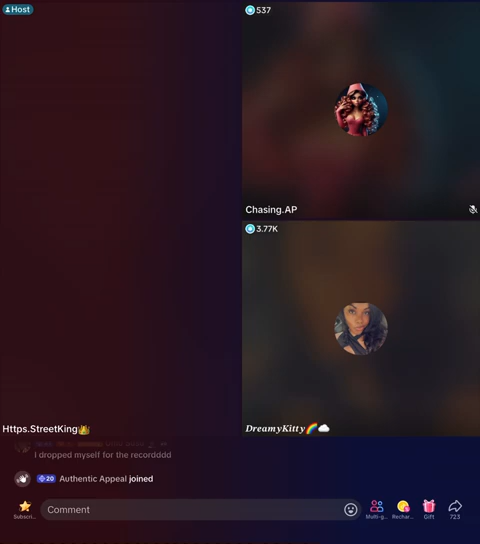 Host
537
Chasing.AP
3.77K
Https.StreetKing👑
DreamyKitty🌈☁️
I dropped myself for the recordddd
20 Authentic Appeal joined
Comment
Subscri...
Multi-g...
Rechar...
Gift
723